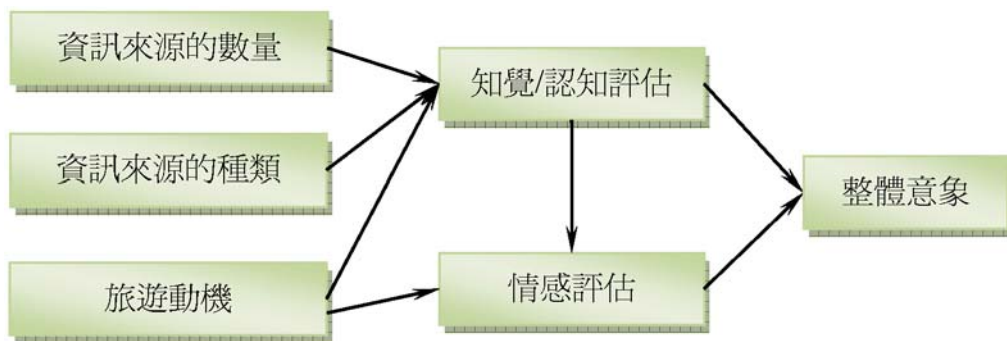 資訊來源的數量
資訊來源的種類
旅遊動機
知覺/認知評估
情感評估
整體意象